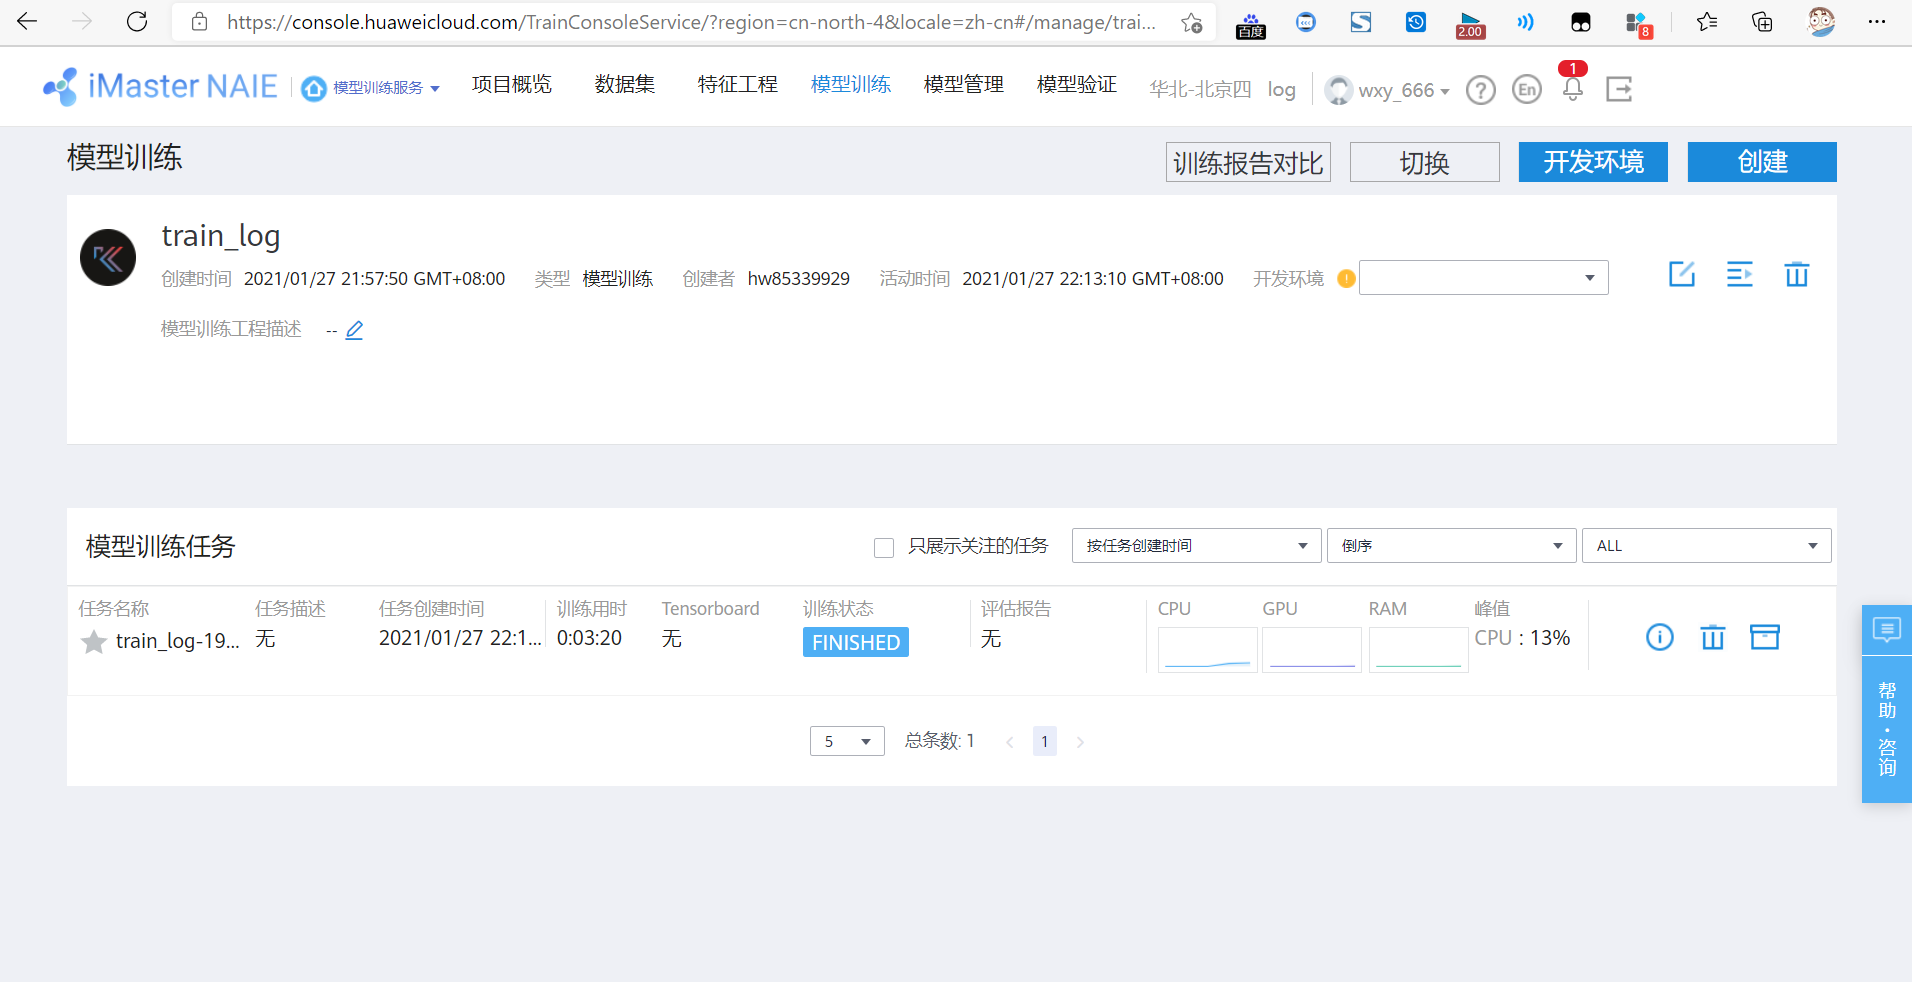 https://console.huaweicloud.com/TrainConsoleService/?region=cn-north-4&locale=zh-cn#/manage/trai...
百度
2.00
8
iMaster NAIE
模型训练服务
项目概览
数据集
特征工程
模型训练
模型管理
模型验证
华北-北京四
log
wxy_666
?
En
1
模型训练
训练报告对比
切换
开发环境
创建
train_log
创建时间 2021/01/27 21:57:50 GMT+08:00 类型 模型训练 创建者 hw85339929 活动时间 2021/01/27 22:13:10 GMT+08:00 开发环境
模型训练工程描述 --
模型训练任务
只展示关注的任务
按任务创建时间
倒序
ALL
任务名称 任务描述 任务创建时间 训练用时 Tensorboard 训练状态 评估报告 CPU GPU RAM 峰值
train_log-19... 无 2021/01/27 22:1... 0:03:20 无 FINISHED 无 CPU : 13%
5 总条数: 1 < 1 >
帮助·咨询